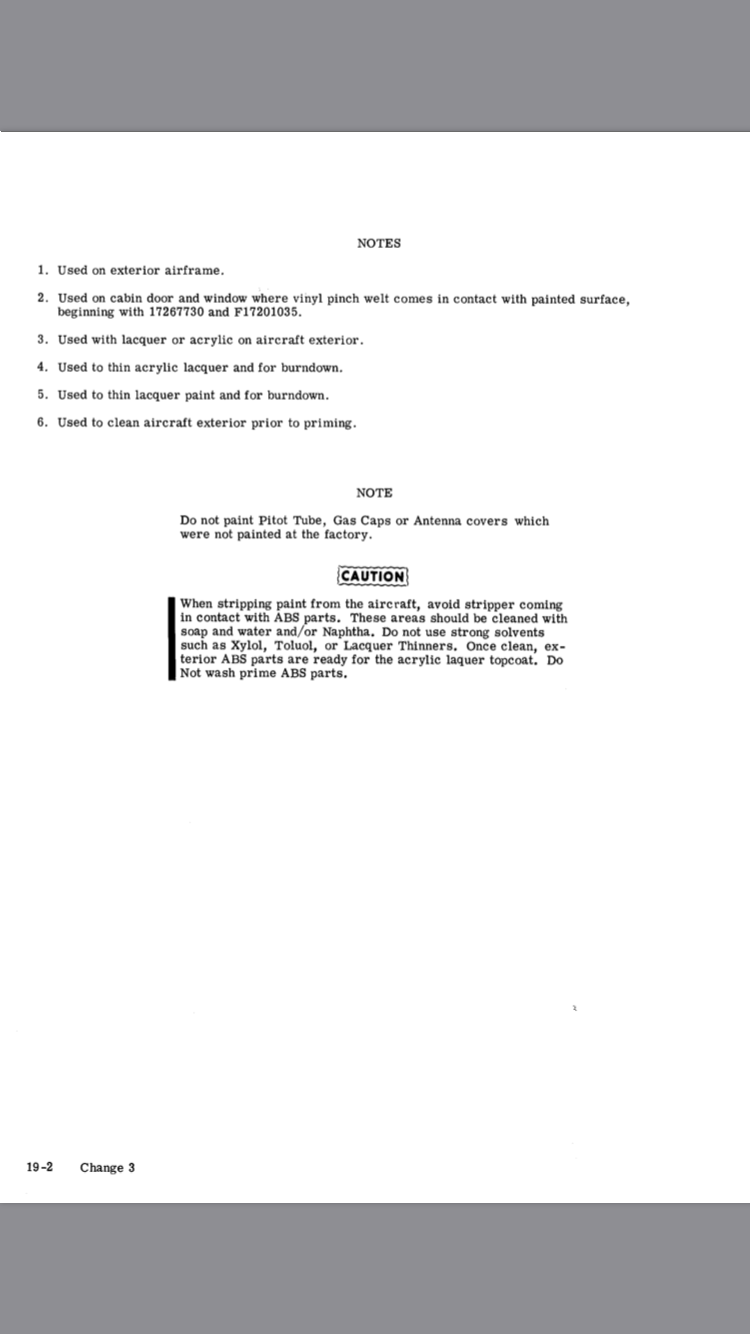 NOTES
1. Used on exterior airframe.
2. Used on cabin door and window where vinyl pinch welt comes in contact with painted surface,
beginning with 17267730 and F17201035.
3. Used with lacquer or acrylic on aircraft exterior.
4. Used to thin acrylic lacquer and for burndown.
5. Used to thin lacquer paint and for burndown.
6. Used to clean aircraft exterior prior to priming.
NOTE
Do not paint Pitot Tube, Gas Caps or Antenna covers which
were not painted at the factory.
CAUTION
When stripping paint from the aircraft, avoid stripper coming
in contact with ABS parts. These areas should be cleaned with
soap and water and/or Naphtha. Do not use strong solvents
such as Xylol, Toluol, or Lacquer Thinners. Once clean, ex-
terior ABS parts are ready for the acrylic laquer topcoat. Do
Not wash prime ABS parts.
19-2 Change 3